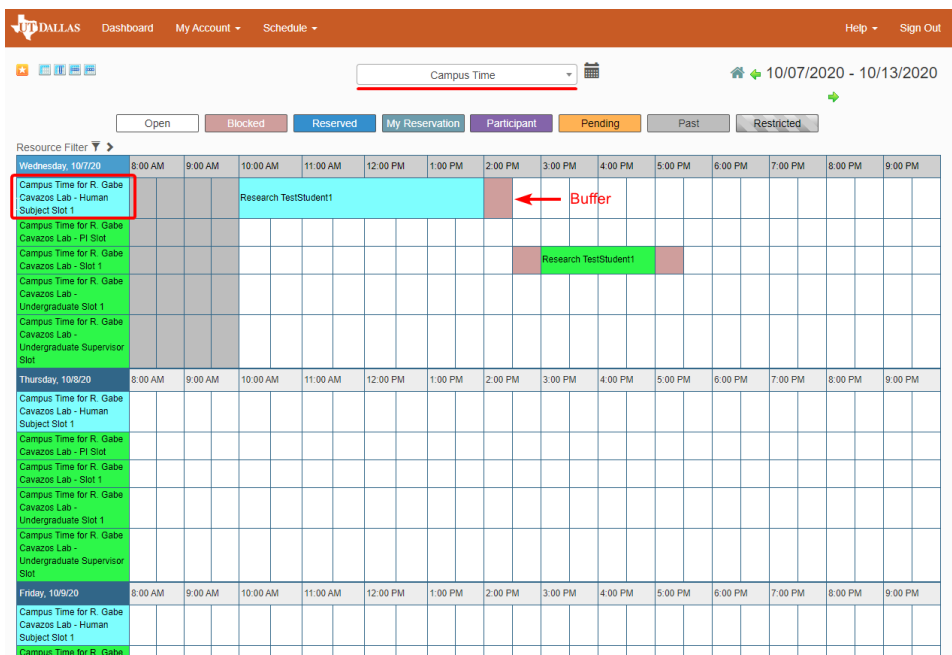 UT DALLAS Dashboard My Account Schedule Help Sign Out
Campus Time 10/07/2020 - 10/13/2020
Open Blocked Reserved My Reservation Participant Pending Past Restricted
Resource Filter
Wednesday, 10/7/20 8:00 AM 9:00 AM 10:00 AM 11:00 AM 12:00 PM 1:00 PM 2:00 PM 3:00 PM 4:00 PM 5:00 PM 6:00 PM 7:00 PM 8:00 PM 9:00 PM
Campus Time for R. Gabe
Cavazos Lab - Human
Subject Slot 1
Research TestStudent1
Buffer
Campus Time for R. Gabe
Cavazos Lab - PI Slot
Campus Time for R. Gabe
Cavazos Lab - Slot 1
Research TestStudent1
Campus Time for R. Gabe
Cavazos Lab -
Undergraduate Slot 1
Campus Time for R. Gabe
Cavazos Lab -
Undergraduate Supervisor
Slot
Thursday, 10/8/20 8:00 AM 9:00 AM 10:00 AM 11:00 AM 12:00 PM 1:00 PM 2:00 PM 3:00 PM 4:00 PM 5:00 PM 6:00 PM 7:00 PM 8:00 PM 9:00 PM
Campus Time for R. Gabe
Cavazos Lab - Human
Subject Slot 1
Campus Time for R. Gabe
Cavazos Lab - PI Slot
Campus Time for R. Gabe
Cavazos Lab - Slot 1
Campus Time for R. Gabe
Cavazos Lab -
Undergraduate Slot 1
Campus Time for R. Gabe
Cavazos Lab -
Undergraduate Supervisor
Slot
Friday, 10/9/20 8:00 AM 9:00 AM 10:00 AM 11:00 AM 12:00 PM 1:00 PM 2:00 PM 3:00 PM 4:00 PM 5:00 PM 6:00 PM 7:00 PM 8:00 PM 9:00 PM
Campus Time for R. Gabe
Cavazos Lab - Human
Subject Slot 1
Campus Time for R. Gabe